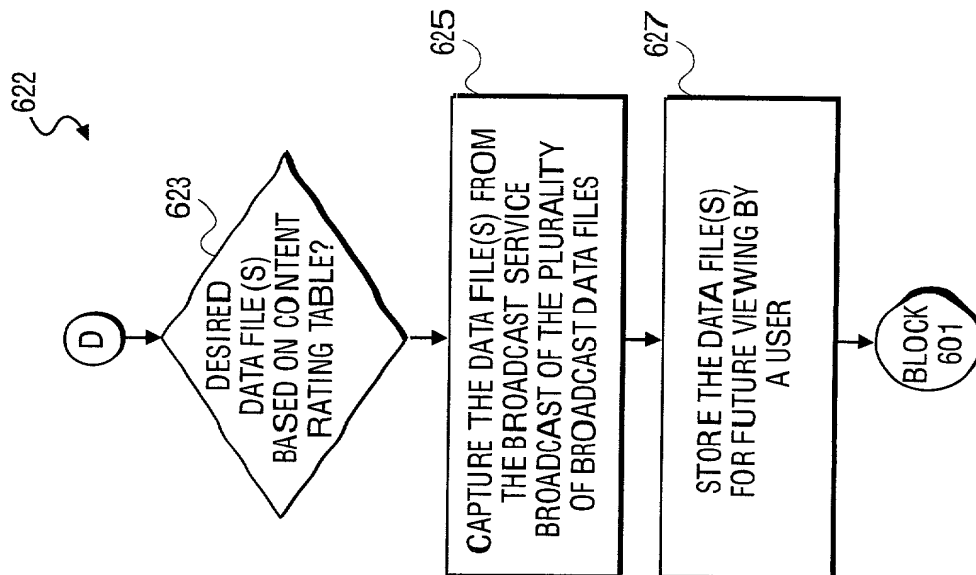 622
D
623
DESIRED
DATA FILE(S)
BASED ON CONTENT
RATING TABLE?
625
CAPTURE THE DATA FILE(S) FROM
THE BROADCAST SERVICE
BROADCAST OF THE PLURALITY
OF BROADCAST DATA FILES
627
STORE THE DATA FILE(S)
FOR FUTURE VIEWING BY
A USER
BLOCK
601